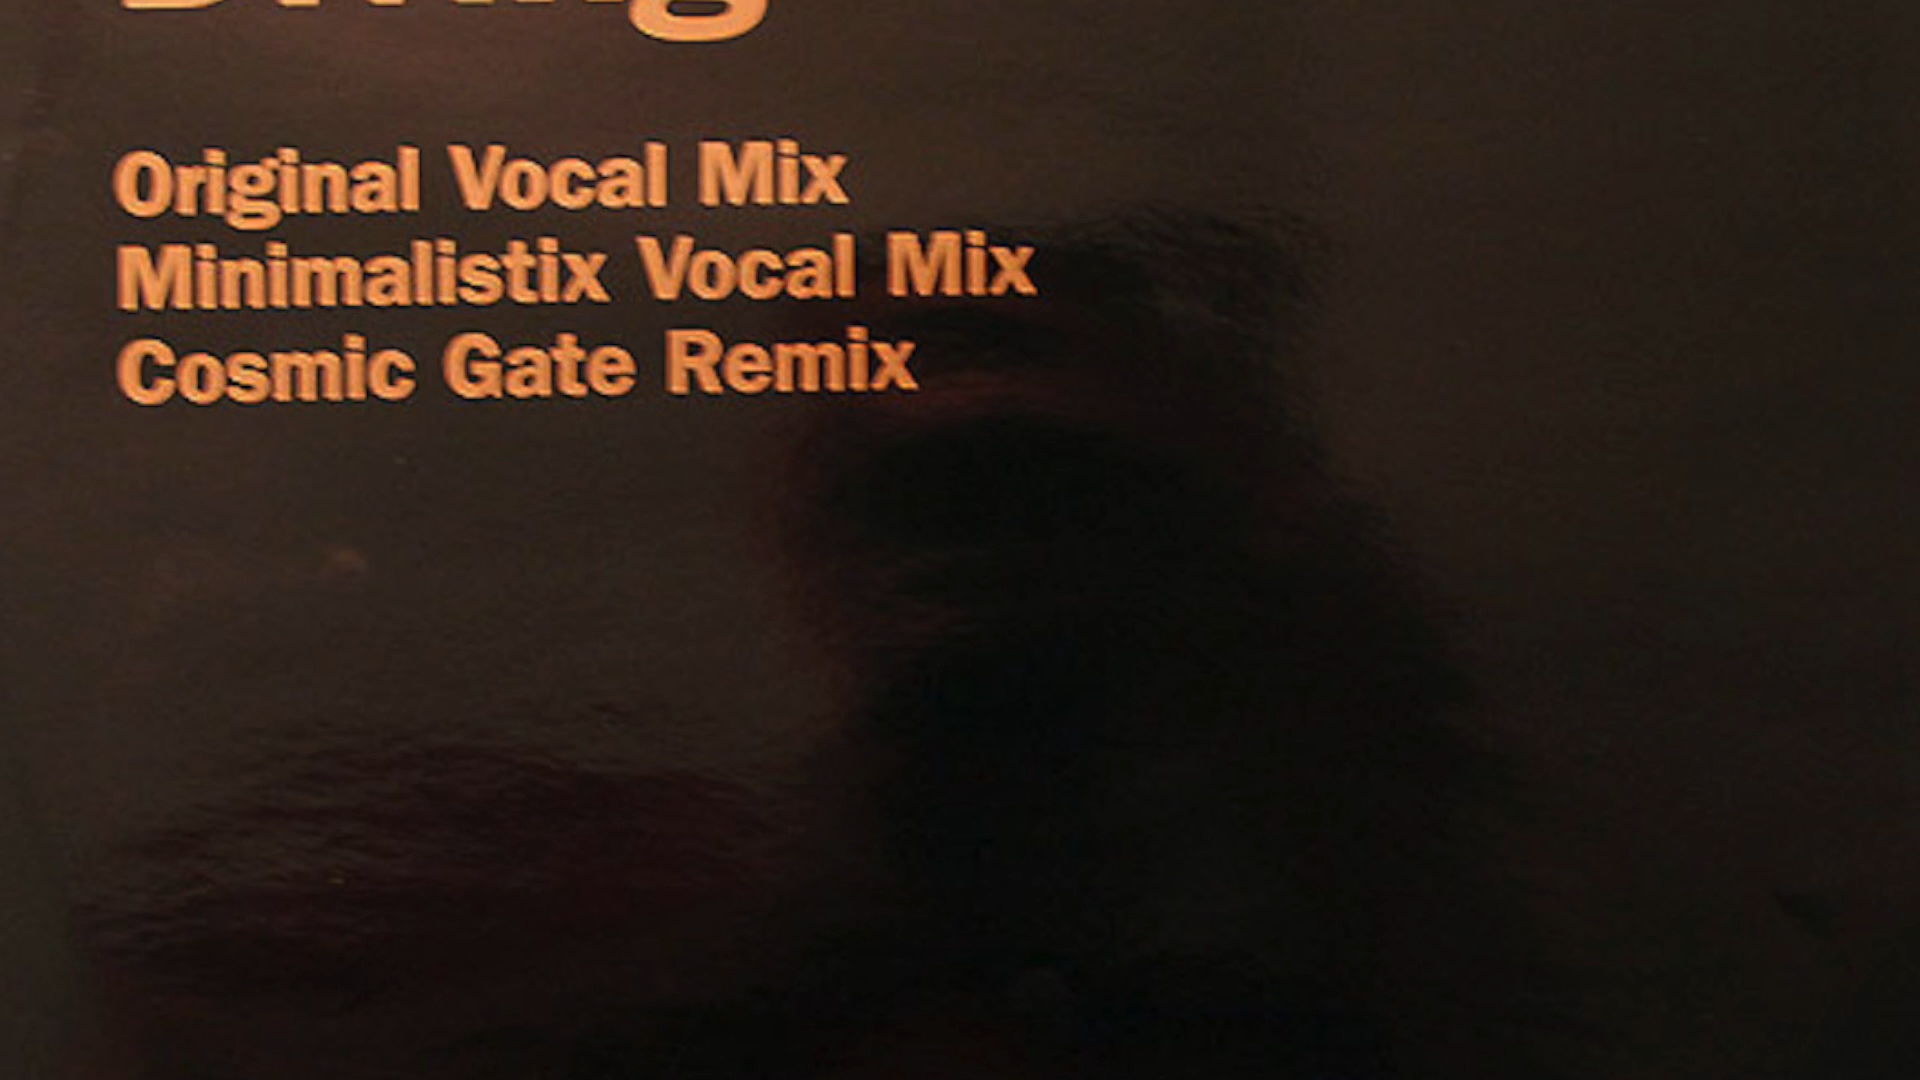 Original Vocal Mix
Minimalistix Vocal Mix
Cosmic Gate Remix